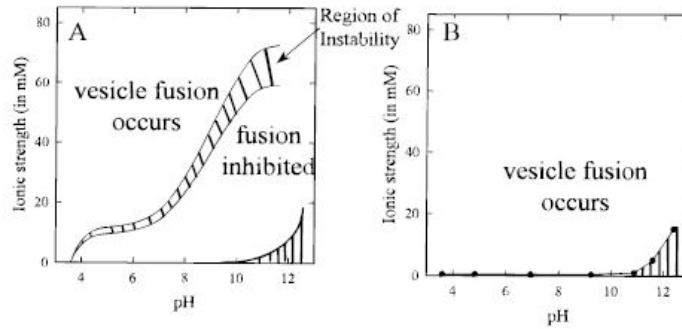 A
Region of
Instability
vesicle fusion
occurs
fusion
inhibited
Ionic strength (in mM)
80
60
40
20
0
4
6
8
10
12
pH
B
vesicle fusion
occurs
Ionic strength (in mM)
80
60
40
20
0
4
6
8
10
12
pH